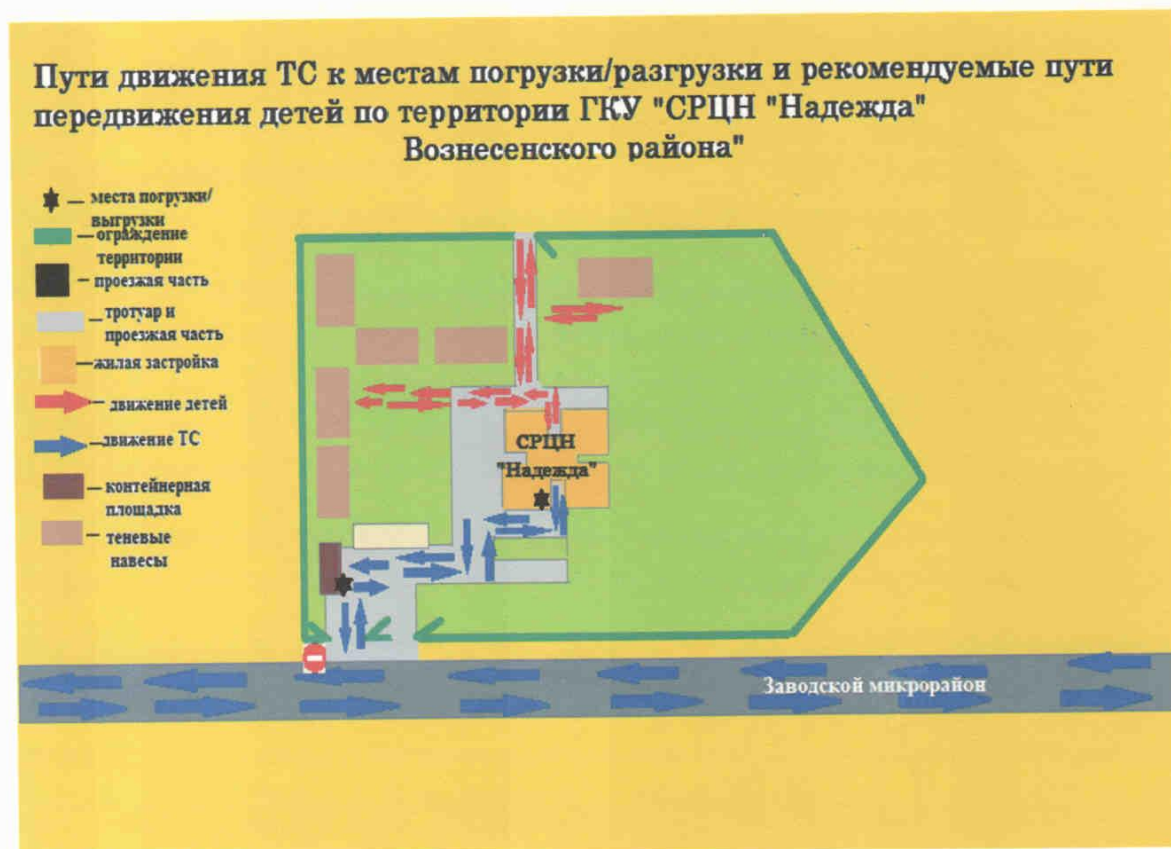 Пути движения ТС к местам погрузки/разгрузки и рекомендуемые пути
передвижения детей по территории ГКУ "СРЦН "Надежда"
Вознесенского района"
— места погрузки/
выгрузки
— ограждение
территории
— проезжая часть
— тротуар и
проезжая часть
— жилая застройка
— движение детей
— движение ТС
— контейнерная
площадка
— теневые
навесы
СРЦН
"Надежда"
Заводской микрорайон